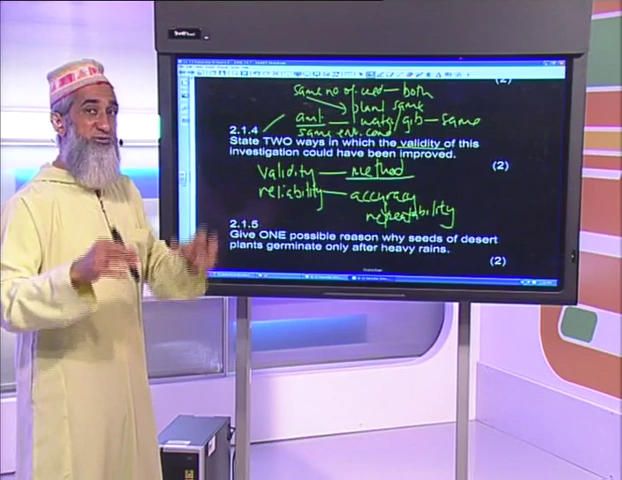 (2)
same no of seed – both
plant same
amt – water/gib – same
same env. cond
2.1.4
State TWO ways in which the validity of this
investigation could have been improved.
(2)
validity — method
reliability — accuracy
repeatability
2.1.5
Give ONE possible reason why seeds of desert
plants germinate only after heavy rains.
(2)